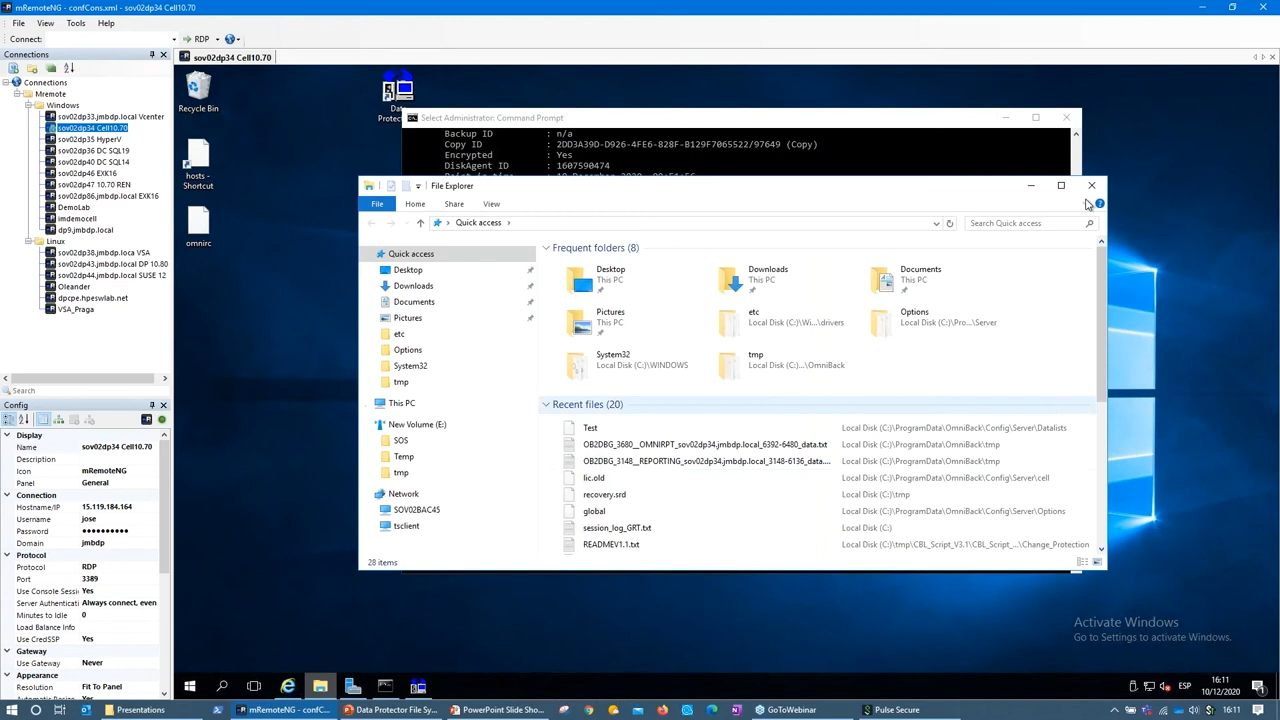 mRemoteNG - confCons.xml - sov02dp34 Cell10.70
File View Tools Help
Connect: RDP
Connections
sov02dp34 Cell10.70
Connections
Mremote
Windows
sov02dp33.jmbdp.local Vcenter
sov02dp34 Cell10.70
sov02dp35 HyperV
sov02dp36 DC SQL19
sov02dp40 DC SQL14
sov02dp46 EXK16
sov02dp47 10.70 REN
sov02dp86.jmbdp.local EXK16
DemoLab
imdemocell
dp9.jmbdp.local
Linux
sov02dp38.jmbdp.loca VSA
sov02dp43.jmbdp.local DP 10.80
sov02dp44.jmbdp.local SUSE 12
Oleander
dpcpe.hpeswlab.net
VSA_Praga
Search
Config
Display
Name sov02dp34 Cell10.70
Description
Icon mRemoteNG
Panel General
Connection
Hostname/IP 15.119.184.164
Username jose
Password ●●●●●●●●●●
Domain jmbdp
Protocol
Protocol RDP
Port 3389
Use Console Sessi Yes
Server Authenticati Always connect, even
Minutes to Idle 0
Load Balance Info
Use CredSSP Yes
Gateway
Use Gateway Never
Appearance
Resolution Fit To Panel
Recycle Bin
Data
Protec
hosts -
Shortcut
omnirc
Select Administrator: Command Prompt
Backup ID : n/a
Copy ID : 2DD3A39D-D926-4FE6-828F-B129F7065522/97649 (Copy)
Encrypted : Yes
DiskAgent ID : 1607590474
File Explorer
File Home Share View
Quick access
Search Quick access
Quick access
Desktop
Downloads
Documents
Pictures
etc
Options
System32
tmp
This PC
New Volume (E:)
SOS
Temp
tmp
Network
SOV02BAC45
tsclient
Frequent folders (8)
Desktop
This PC
Downloads
This PC
Documents
This PC
Pictures
This PC
etc
Local Disk (C:)\Wi...\drivers
Options
Local Disk (C:)\Pro...\Server
System32
Local Disk (C:)\WINDOWS
tmp
Local Disk (C:)\...\OmniBack
Recent files (20)
Test Local Disk (C:)\ProgramData\OmniBack\Config\Server\Datalists
OB2DBG_3680__OMNIRPT_sov02dp34.jmbdp.local_6392-6480_data.txt Local Disk (C:)\ProgramData\OmniBack\tmp
OB2DBG_3148__REPORTING_sov02dp34.jmbdp.local_3148-6136_data.... Local Disk (C:)\ProgramData\OmniBack\tmp
lic.old Local Disk (C:)\ProgramData\OmniBack\Config\Server\cell
recovery.srd Local Disk (C:)\tmp
global Local Disk (C:)\ProgramData\OmniBack\Config\Server\Options
session_log_GRT.txt Local Disk (C:)
READMEV1.1.txt Local Disk (C:)\tmp\CBL_Script_V3.1\CBL_Script_...\Change_Protection
28 items
Activate Windows
Go to Settings to activate Windows.
ESP
16:11
10/12/2020
1
Presentations
mRemoteNG - confC...
Data Protector File Sy...
PowerPoint Slide Sho...
GoToWebinar
Pulse Secure
16:11